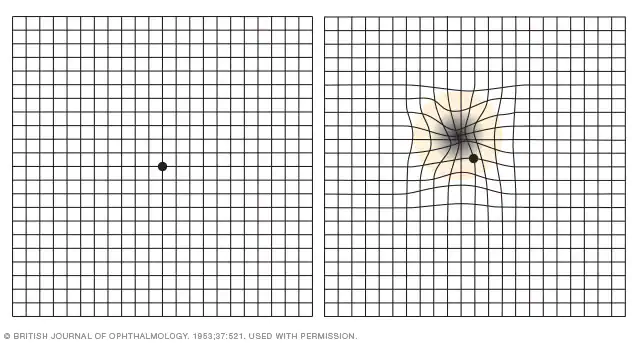 © BRITISH JOURNAL OF OPHTHALMOLOGY. 1953;37:521. USED WITH PERMISSION.